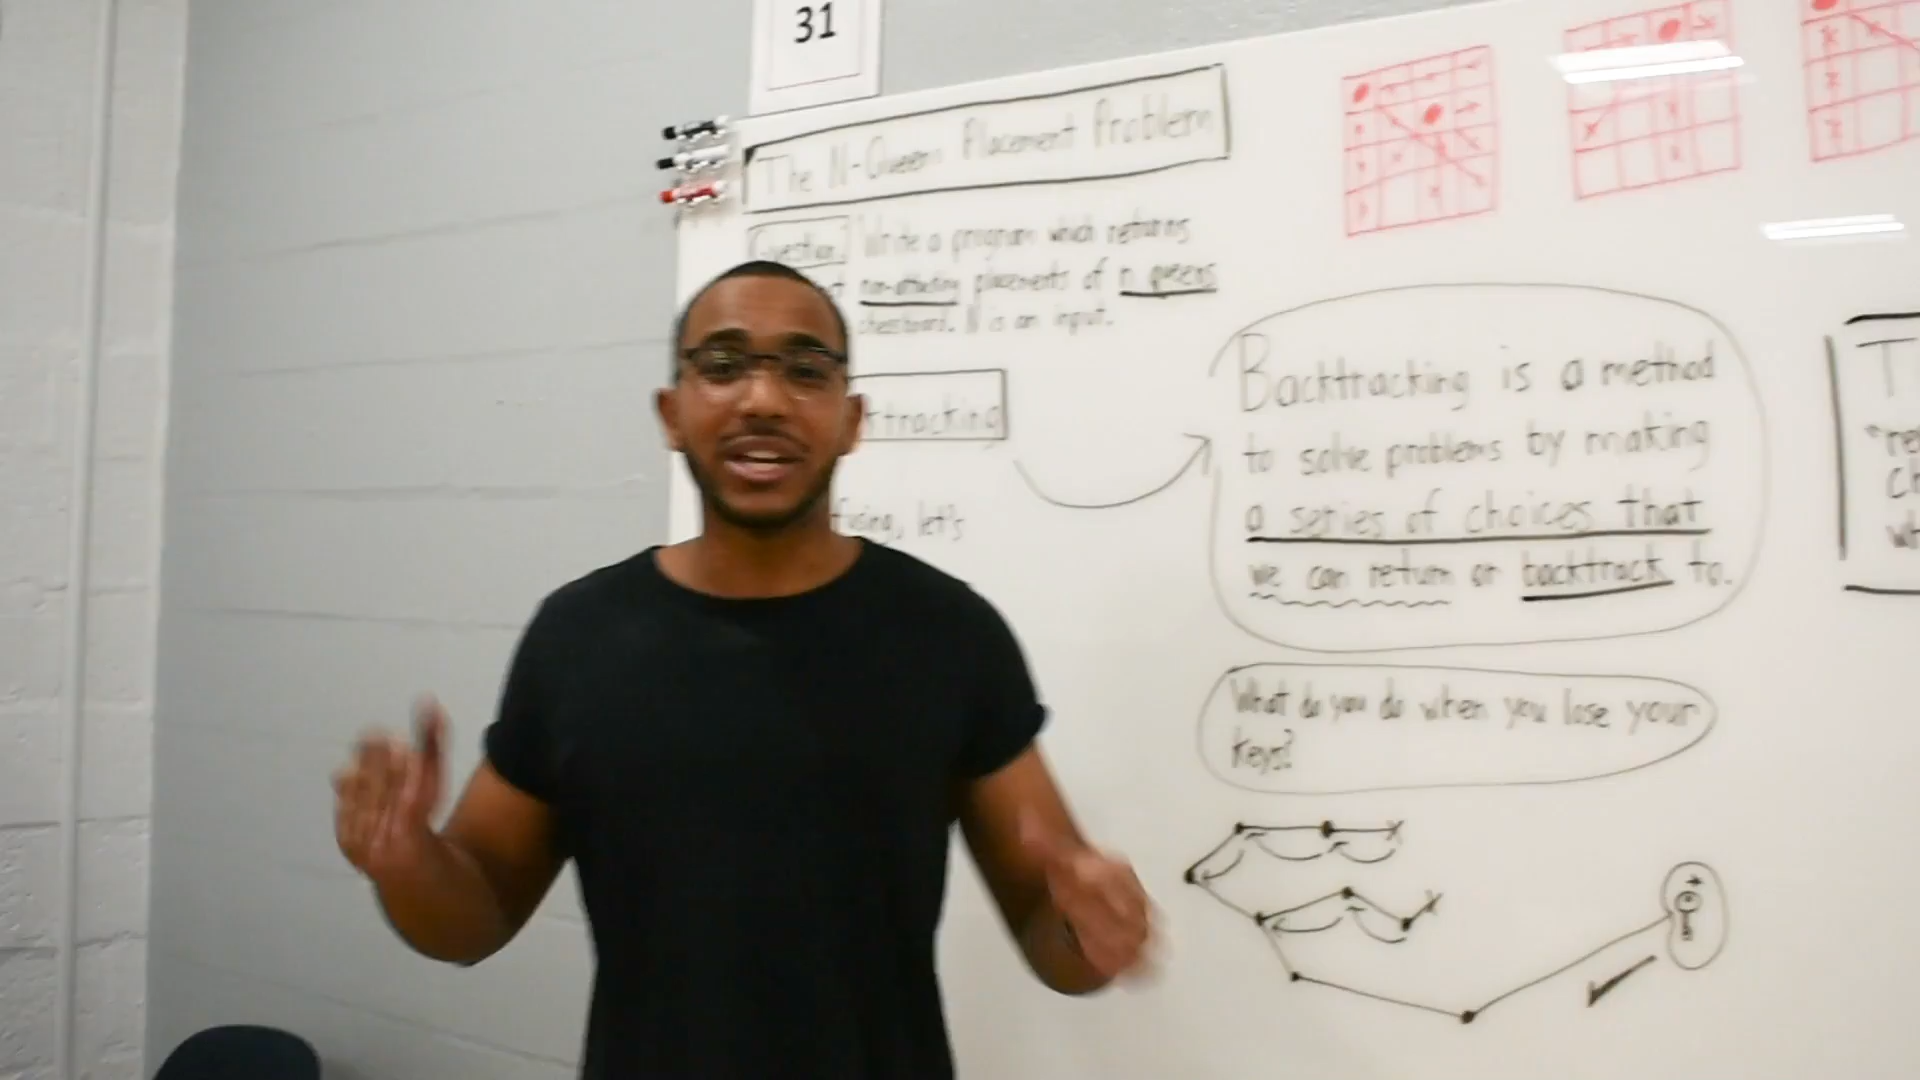 31
The N-Queens Placement Problem
Question: Write a program which returns
non-attacking placements of n queens
chessboard. N is an input.
tracking
let's
Backtracking is a method
to solve problems by making
a series of choices that
we can return or backtrack to.
What do you do when you lose your
keys?